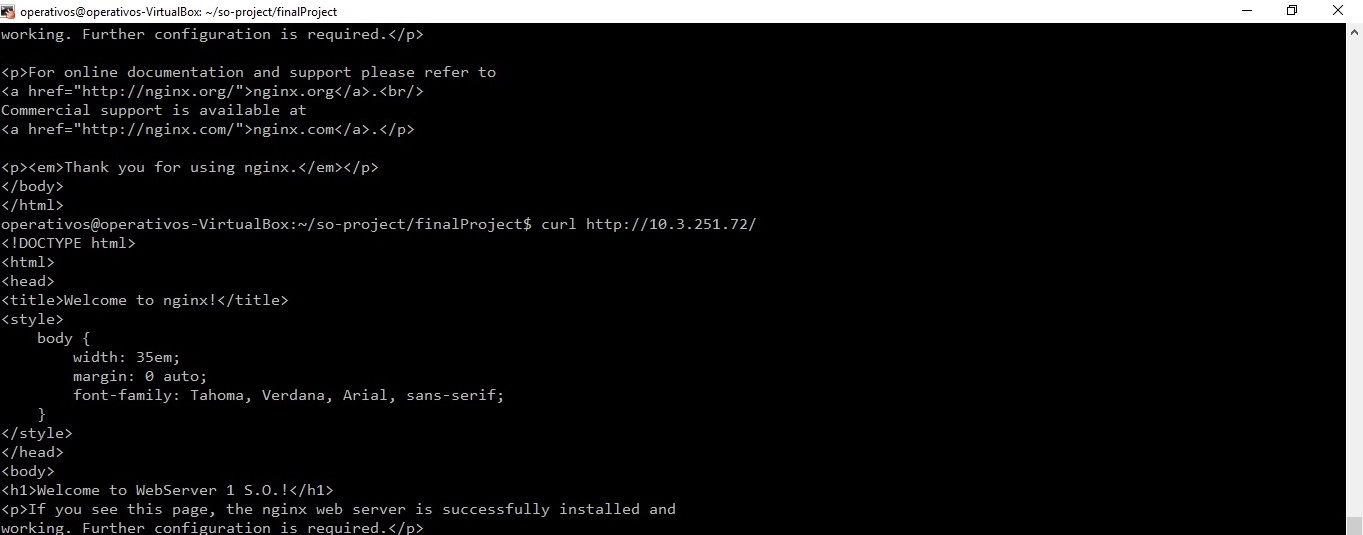 operativos@operativos-VirtualBox: ~/so-project/finalProject
working. Further configuration is required.</p>
<p>For online documentation and support please refer to
<a href="http://nginx.org/">nginx.org</a>.<br/>
Commercial support is available at
<a href="http://nginx.com/">nginx.com</a>.</p>
<p><em>Thank you for using nginx.</em></p>
</body>
</html>
operativos@operativos-VirtualBox:~/so-project/finalProject$ curl http://10.3.251.72/
<!DOCTYPE html>
<html>
<head>
<title>Welcome to nginx!</title>
<style>
    body {
        width: 35em;
        margin: 0 auto;
        font-family: Tahoma, Verdana, Arial, sans-serif;
    }
</style>
</head>
<body>
<h1>Welcome to WebServer 1 S.O.!</h1>
<p>If you see this page, the nginx web server is successfully installed and
working. Further configuration is required.</p>